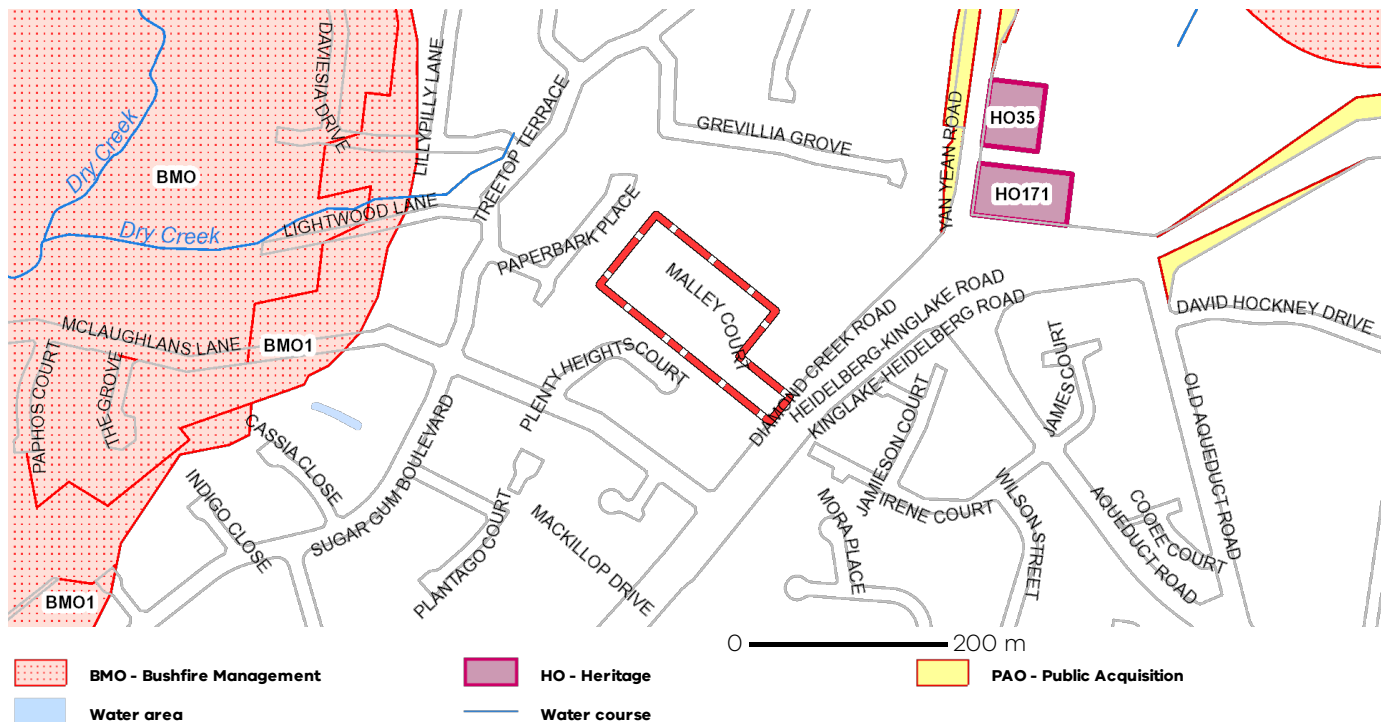 DAVIESIA DRIVE
LILLYPILLY LANE
TREETOP TERRACE
GREVILLIA GROVE
YAN YEAN ROAD
HO35
HO171
Dry Creek
BMO
LIGHTWOOD LANE
Dry Creek
PAPERBARK PLACE
MALLEY COURT
DIAMOND CREEK ROAD
HEIDELBERG-KINGLAKE ROAD
KINGLAKE-HEIDELBERG ROAD
DAVID HOCKNEY DRIVE
MCLAUGHLANS LANE
BMO1
PLENTY HEIGHTS COURT
JAMES COURT
OLD AQUEDUCT ROAD
PAPHOS COURT
THE GROVE
CASSIA CLOSE
SUGAR GUM BOULEVARD
JAMIESON COURT
INDIGO CLOSE
PLANTAGO COURT
MACKILLOP DRIVE
MORA PLACE
IRENE COURT
WILSON STREET
AQUEDUCT ROAD
COOEE COURT
BMO1
0 200 m
BMO - Bushfire Management
HO - Heritage
PAO - Public Acquisition
Water area
Water course